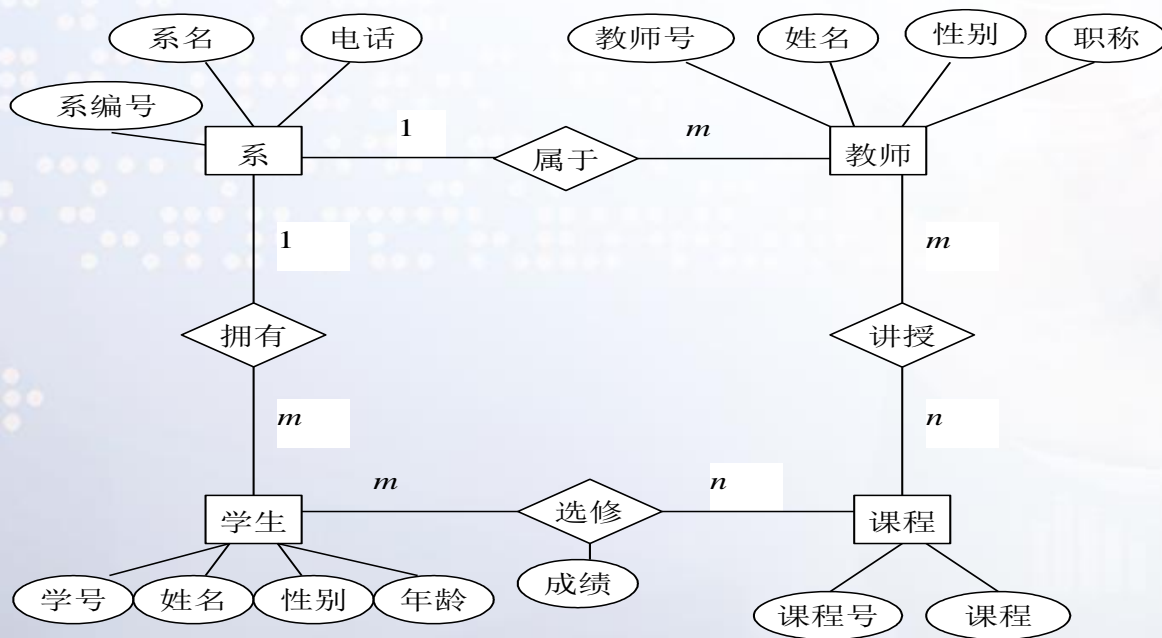 系名
电话
教师号
姓名
性别
职称
系编号
系
1
属于
m
教师
1
m
拥有
讲授
m
n
学生
m
选修
n
课程
学号
姓名
性别
年龄
成绩
课程号
课程